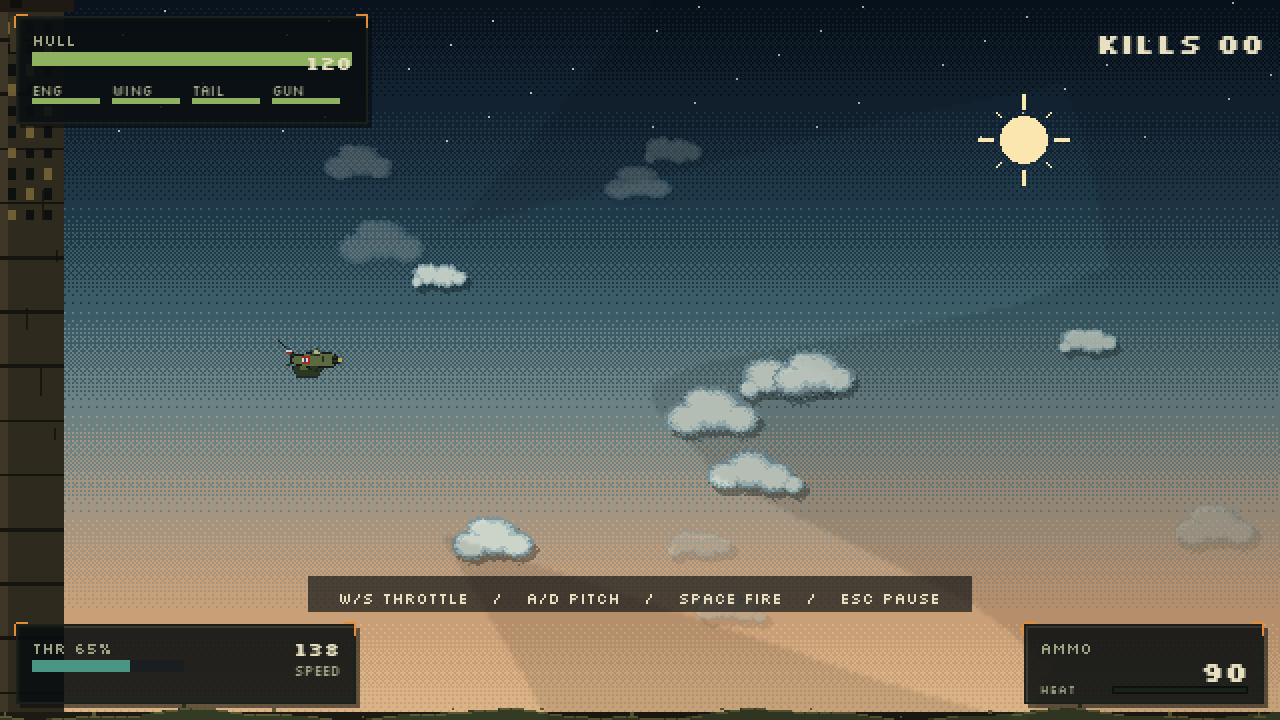 HULL
120
ENG WING TAIL GUN
KILLS 00
W/S THROTTLE / A/D PITCH / SPACE FIRE / ESC PAUSE
THR 65%
138
SPEED
AMMO
90
HEAT